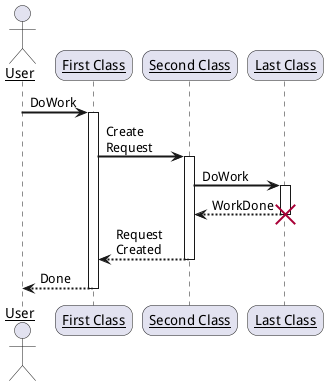 User
First Class
Second Class
Last Class
DoWork
Create
Request
DoWork
WorkDone
Request
Created
Done
User
First Class
Second Class
Last Class